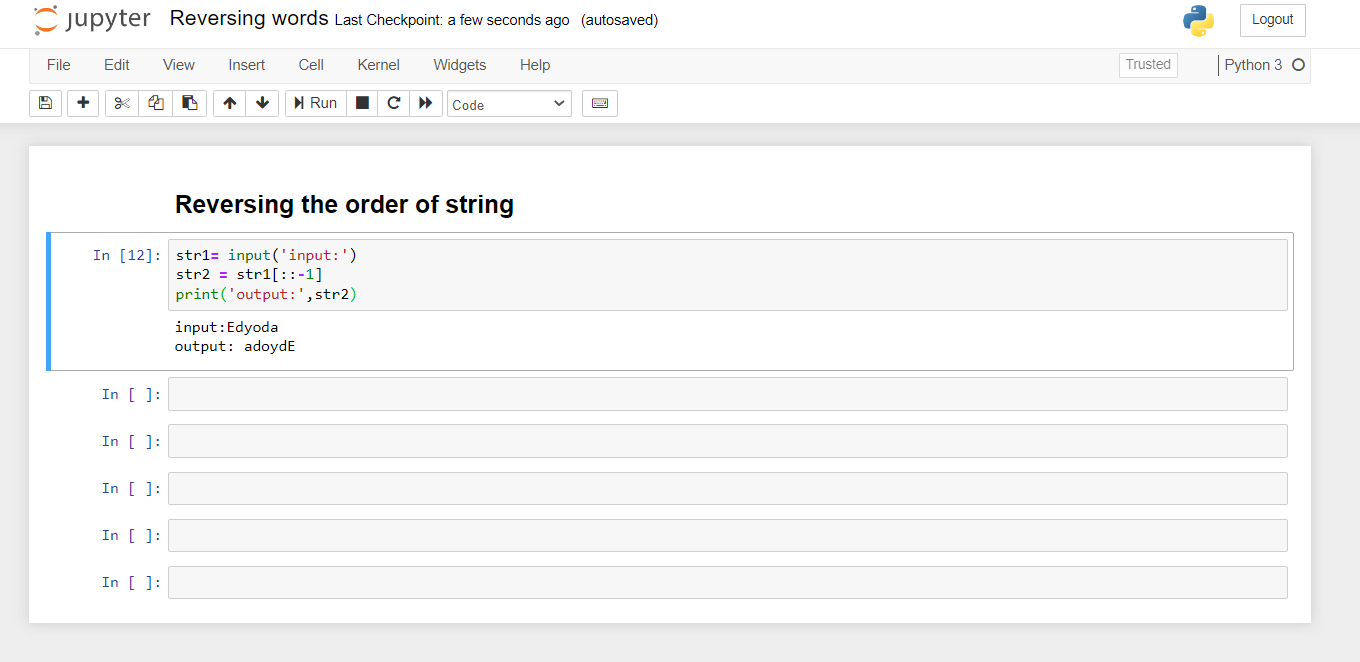 jupyter Reversing words Last Checkpoint: a few seconds ago (autosaved) Logout
File Edit View Insert Cell Kernel Widgets Help Trusted Python 3
Run Code
Reversing the order of string
In [12]: str1= input('input:')
str2 = str1[::-1]
print('output:',str2)
input:Edyoda
output: adoydE
In [ ]:
In [ ]:
In [ ]:
In [ ]:
In [ ]: